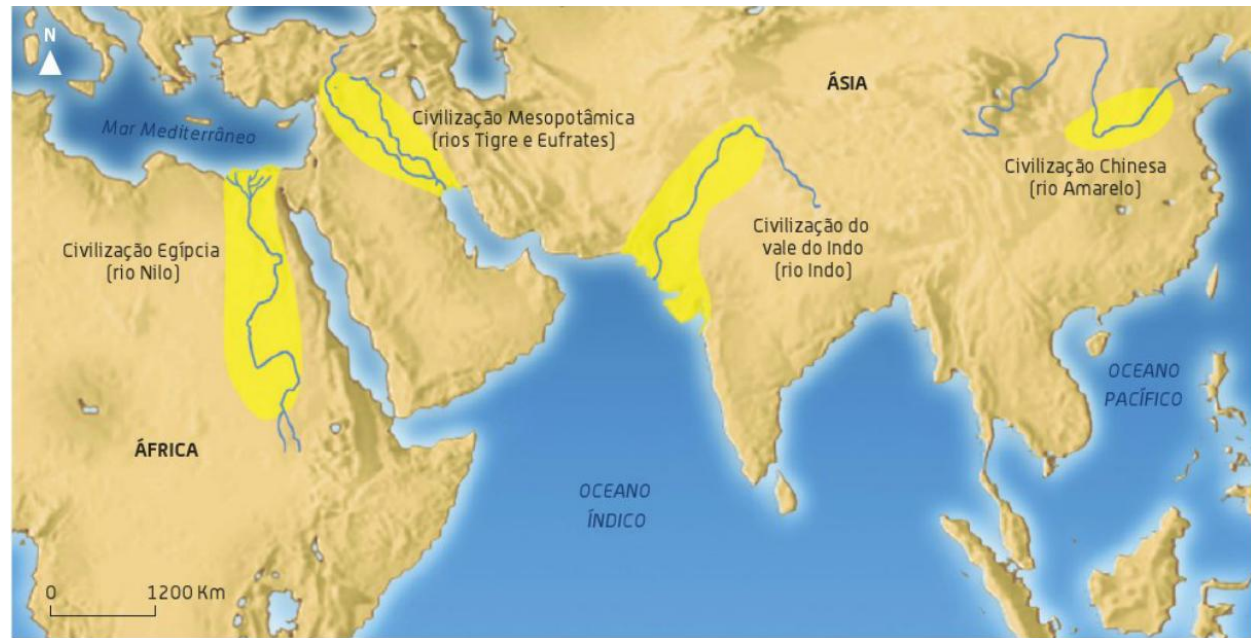 N
Mar Mediterrâneo
Civilização Mesopotâmica
(rios Tigre e Eufrates)
ÁSIA
Civilização Chinesa
(rio Amarelo)
Civilização Egípcia
(rio Nilo)
Civilização do
vale do Indo
(rio Indo)
OCEANO
PACÍFICO
ÁFRICA
OCEANO
ÍNDICO
0 1200 Km